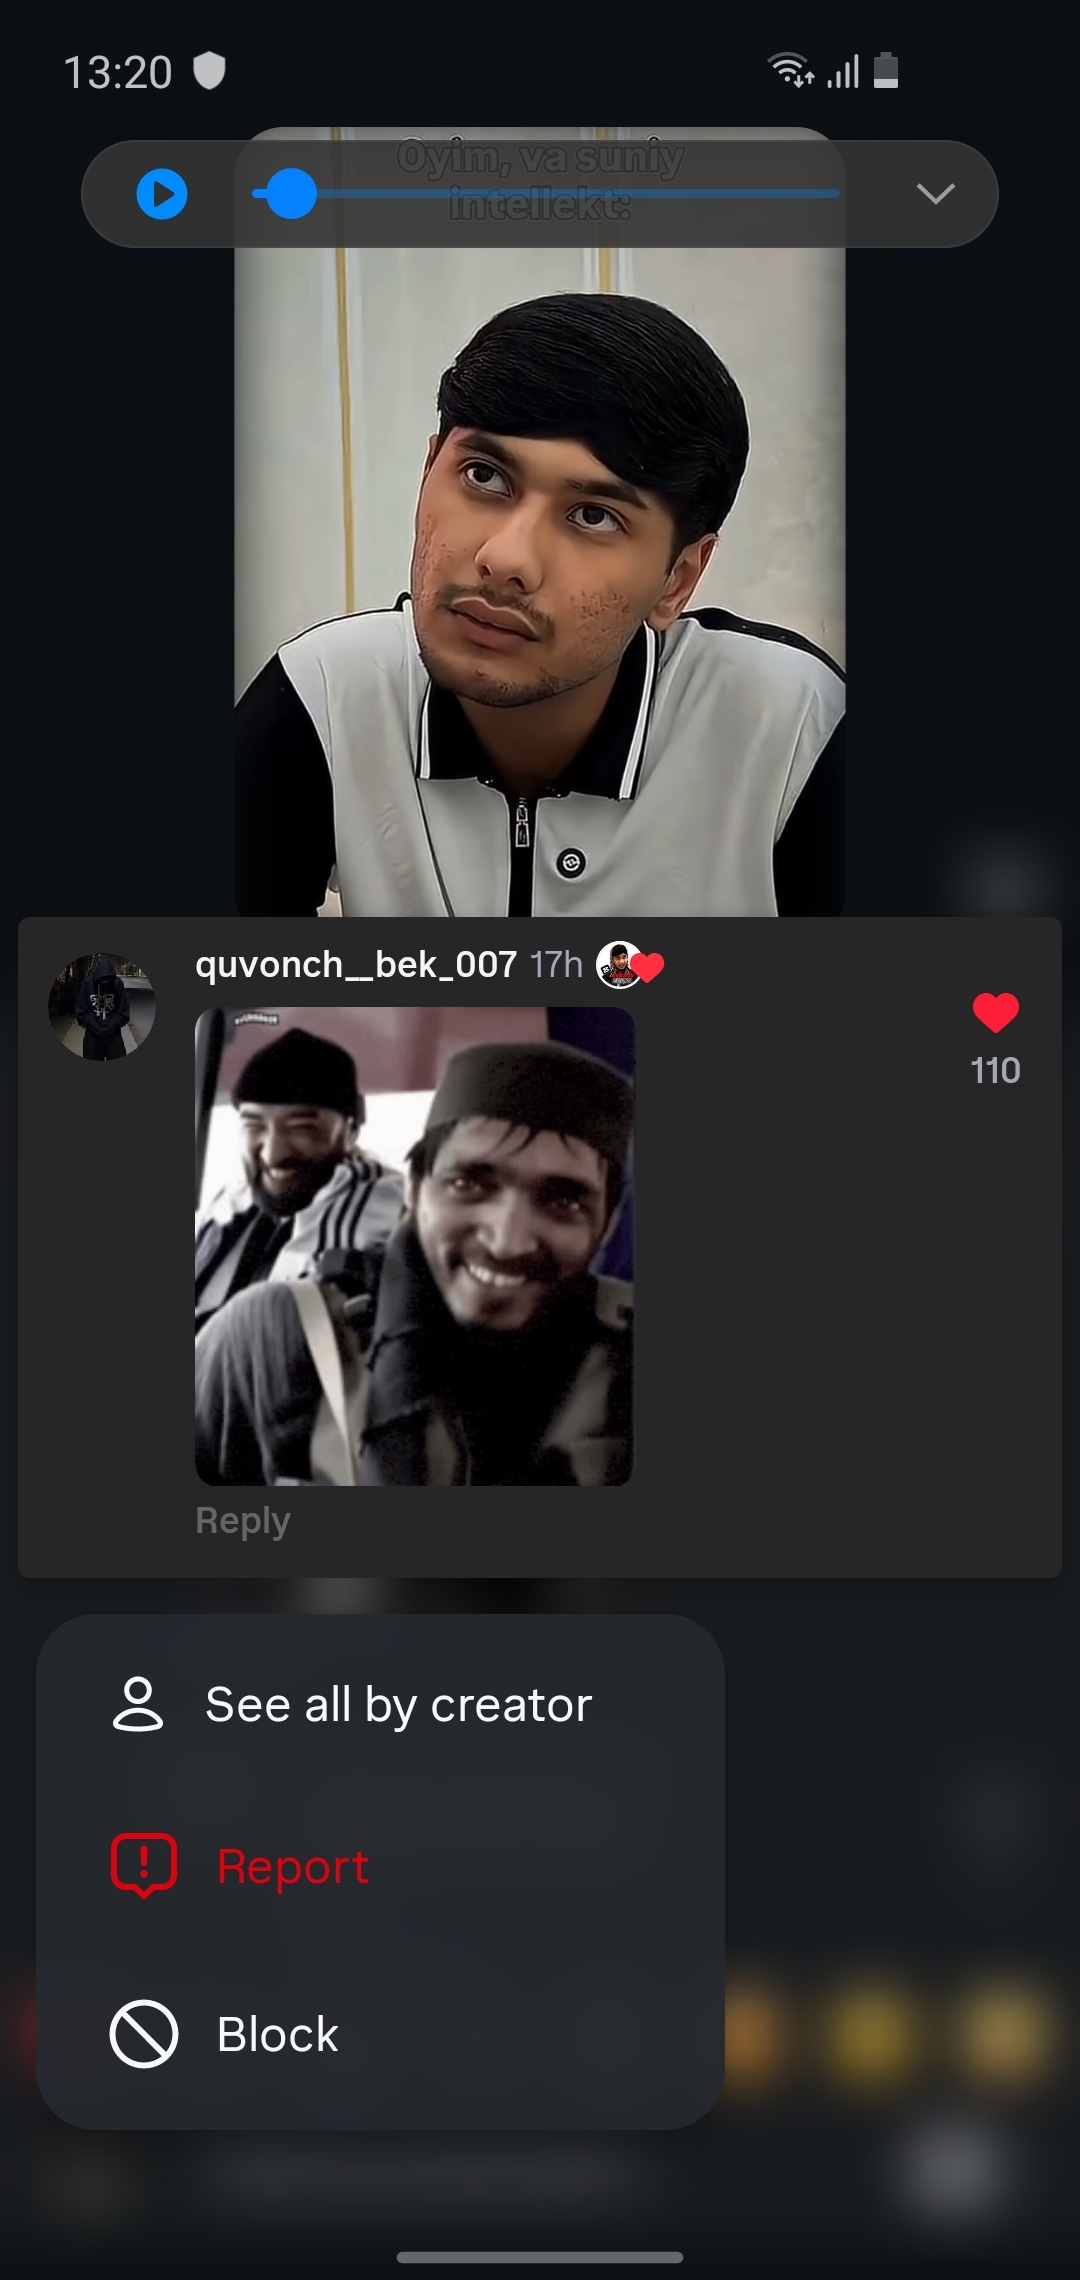 13:20
Oyim, va suniy
intellekt:
quvonch__bek_007 17h
110
Reply
See all by creator
Report
Block